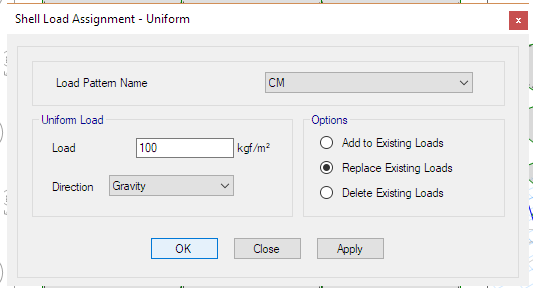 Shell Load Assignment - Uniform
x
Load Pattern Name
CM
Uniform Load
Load
100
kgf/m²
Direction
Gravity
Options
Add to Existing Loads
Replace Existing Loads
Delete Existing Loads
OK
Close
Apply